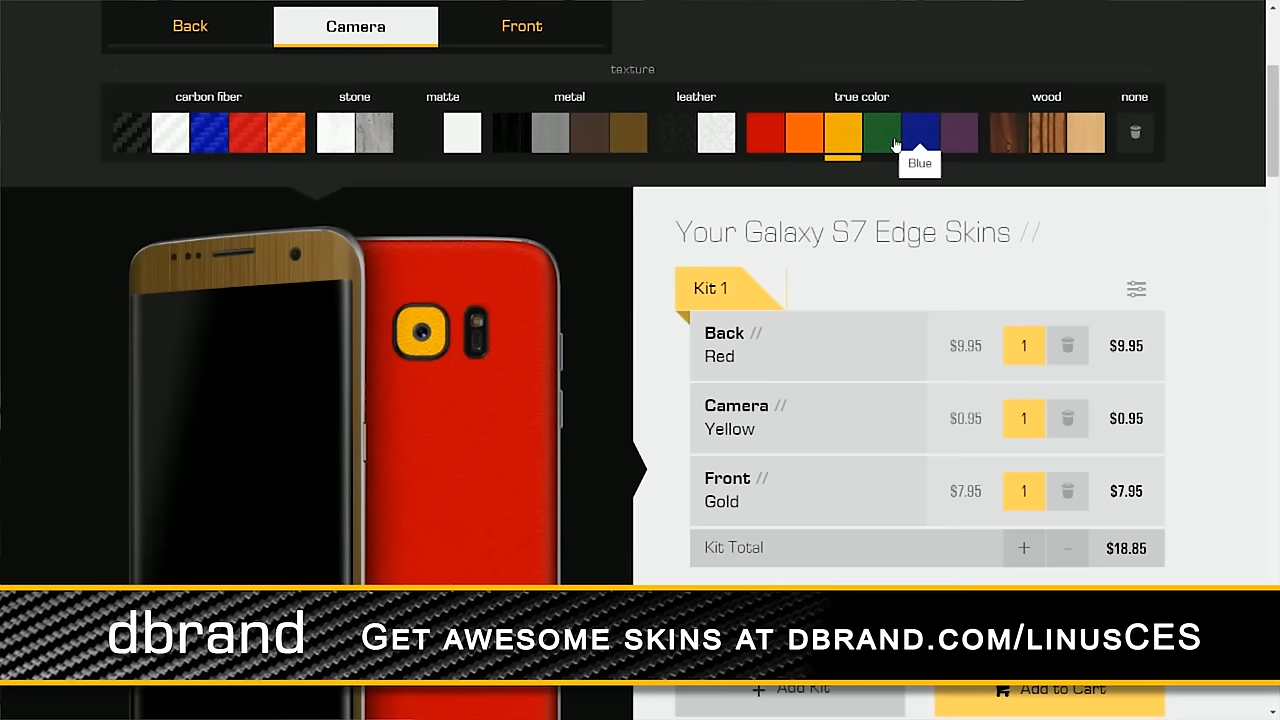 Back Camera Front
texture
carbon fiber stone matte metal leather true color wood none
Blue
Your Galaxy S7 Edge Skins //
Kit 1
Back //
Red
$9.95 1 $9.95
Camera //
Yellow
$0.95 1 $0.95
Front //
Gold
$7.95 1 $7.95
Kit Total + - $18.85
dbrand GET AWESOME SKINS AT DBRAND.COM/LINUSCES
+ Add Kit Add to Cart